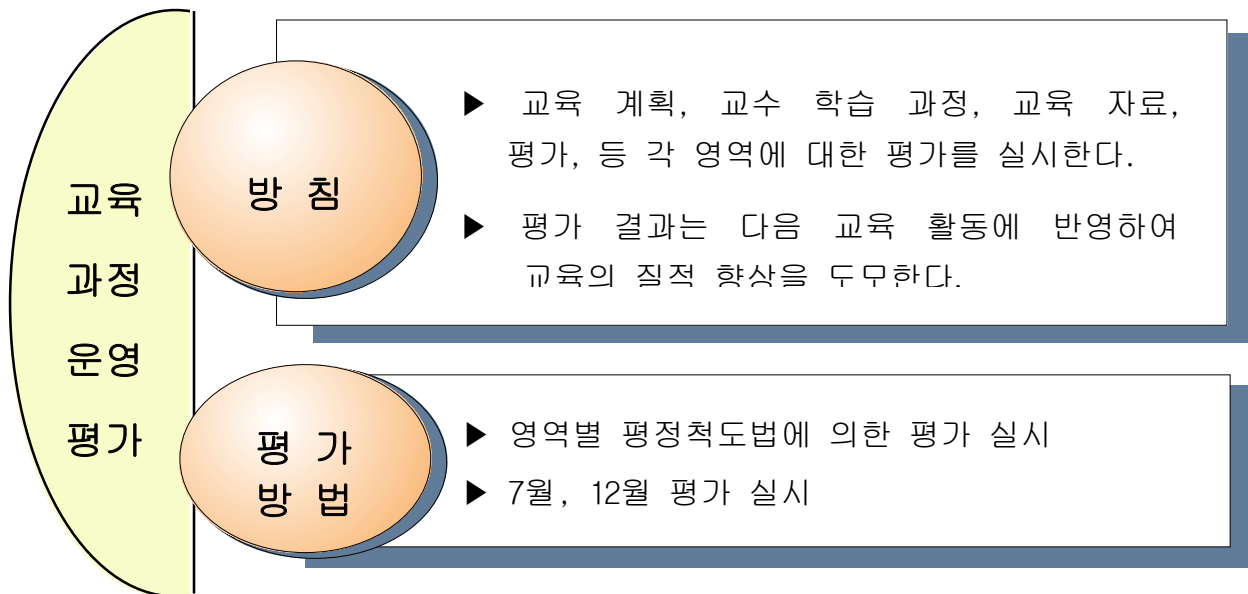 교육
과정
운영
평가
방 침
▶ 교육 계획, 교수 학습 과정, 교육 자료,
평가, 등 각 영역에 대한 평가를 실시한다.
▶ 평가 결과는 다음 교육 활동에 반영하여
교육의 질적 향상을 도모한다.
평 가
방 법
▶ 영역별 평정척도법에 의한 평가 실시
▶ 7월, 12월 평가 실시